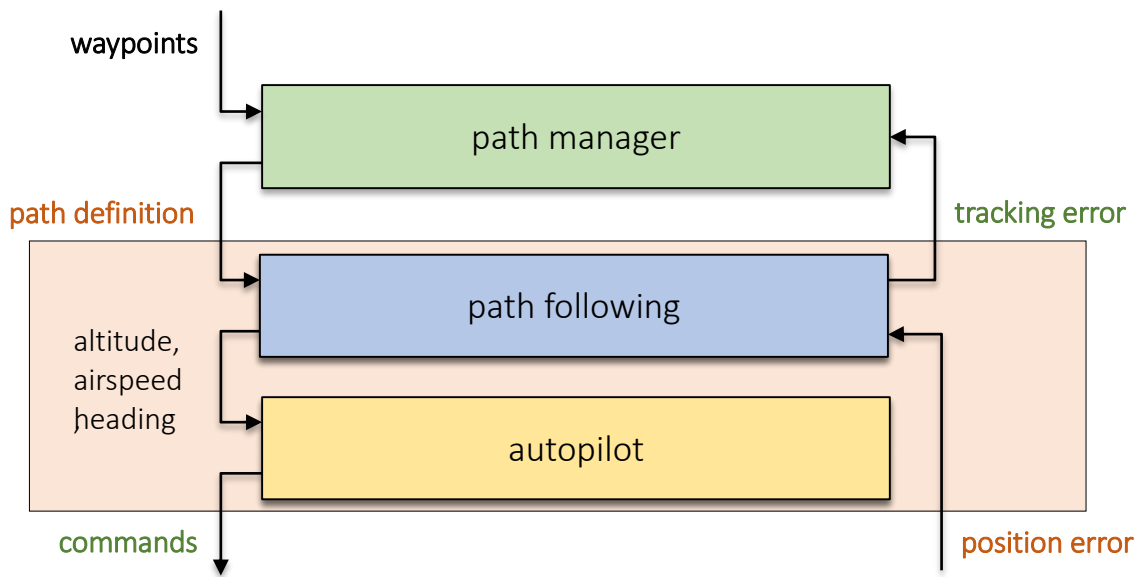 waypoints
path manager
path definition
tracking error
path following
altitude,
airspeed
,heading
autopilot
commands
position error